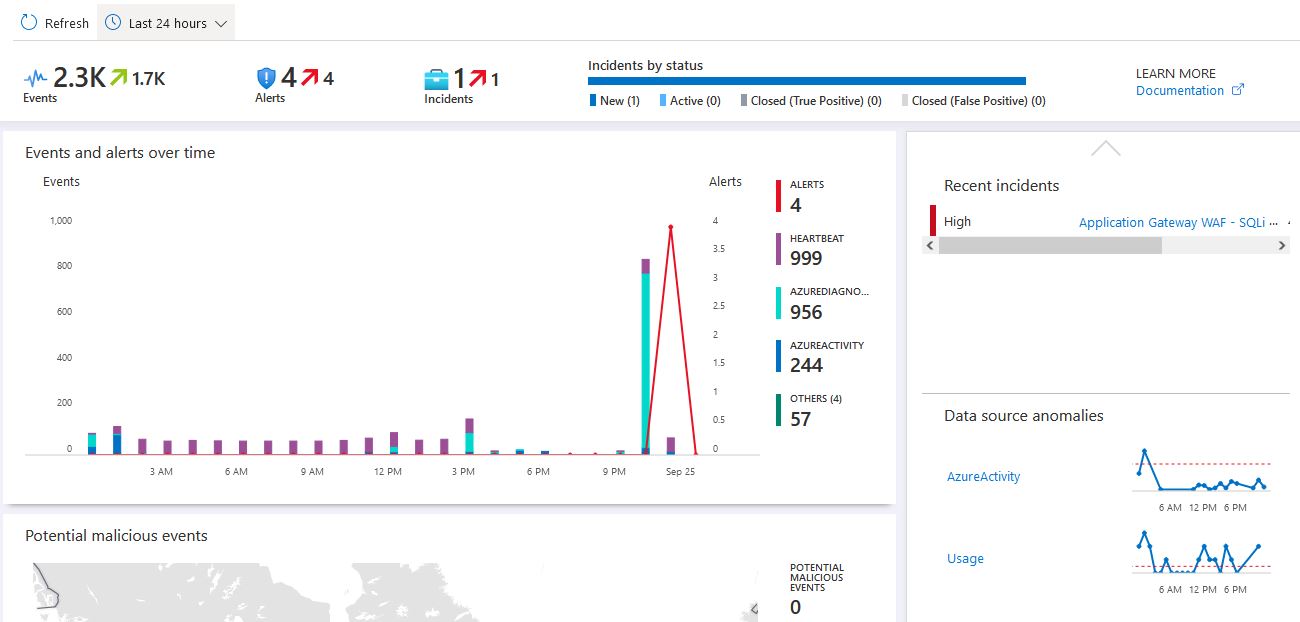 Refresh Last 24 hours
2.3K 1.7K 4 4 1 1
Events Alerts Incidents
Incidents by status
New (1) Active (0) Closed (True Positive) (0) Closed (False Positive) (0)
LEARN MORE
Documentation
Events and alerts over time
Events Alerts
1,000
800
600
400
200
0
4
3.5
3
2.5
2
1.5
1
0.5
0
3 AM 6 AM 9 AM 12 PM 3 PM 6 PM 9 PM Sep 25
ALERTS
4
HEARTBEAT
999
AZUREDIAGNO...
956
AZUREACTIVITY
244
OTHERS (4)
57
Potential malicious events
POTENTIAL
MALICIOUS
EVENTS
0
Recent incidents
High Application Gateway WAF - SQLi ...
Data source anomalies
AzureActivity
6 AM 12 PM 6 PM
Usage
6 AM 12 PM 6 PM